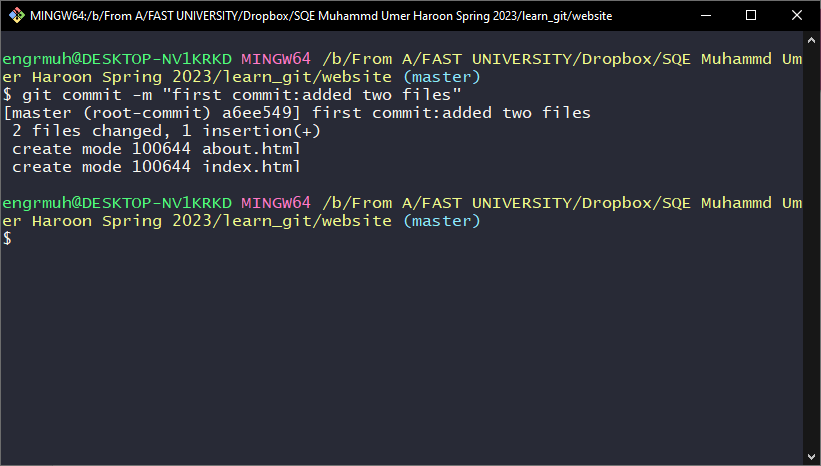 MINGW64:/b/From A/FAST UNIVERSITY/Dropbox/SQE Muhammd Umer Haroon Spring 2023/learn_git/website
engrmuh@DESKTOP-NV1KRKD MINGW64 /b/From A/FAST UNIVERSITY/Dropbox/SQE Muhammd Um
er Haroon Spring 2023/learn_git/website (master)
$ git commit -m "first commit:added two files"
[master (root-commit) a6ee549] first commit:added two files
 2 files changed, 1 insertion(+)
 create mode 100644 about.html
 create mode 100644 index.html
engrmuh@DESKTOP-NV1KRKD MINGW64 /b/From A/FAST UNIVERSITY/Dropbox/SQE Muhammd Um
er Haroon Spring 2023/learn_git/website (master)
$